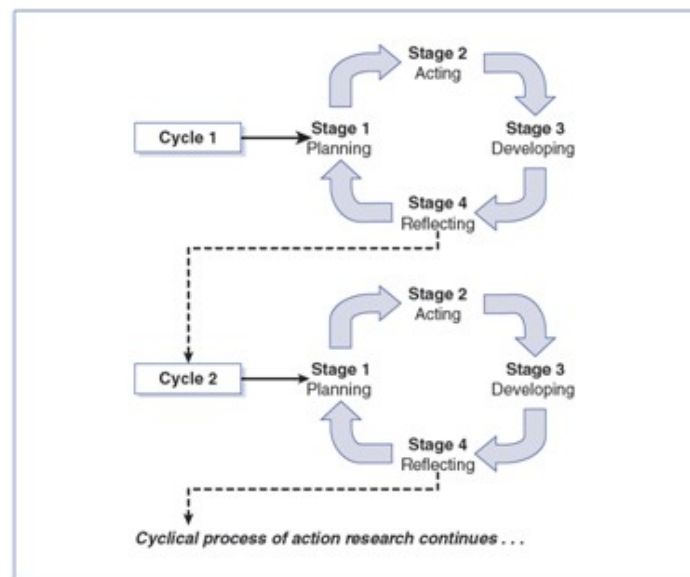 Stage 2
Acting
Cycle 1
Stage 1
Planning
Stage 3
Developing
Stage 4
Reflecting
Stage 2
Acting
Cycle 2
Stage 1
Planning
Stage 3
Developing
Stage 4
Reflecting
Cyclical process of action research continues . . .